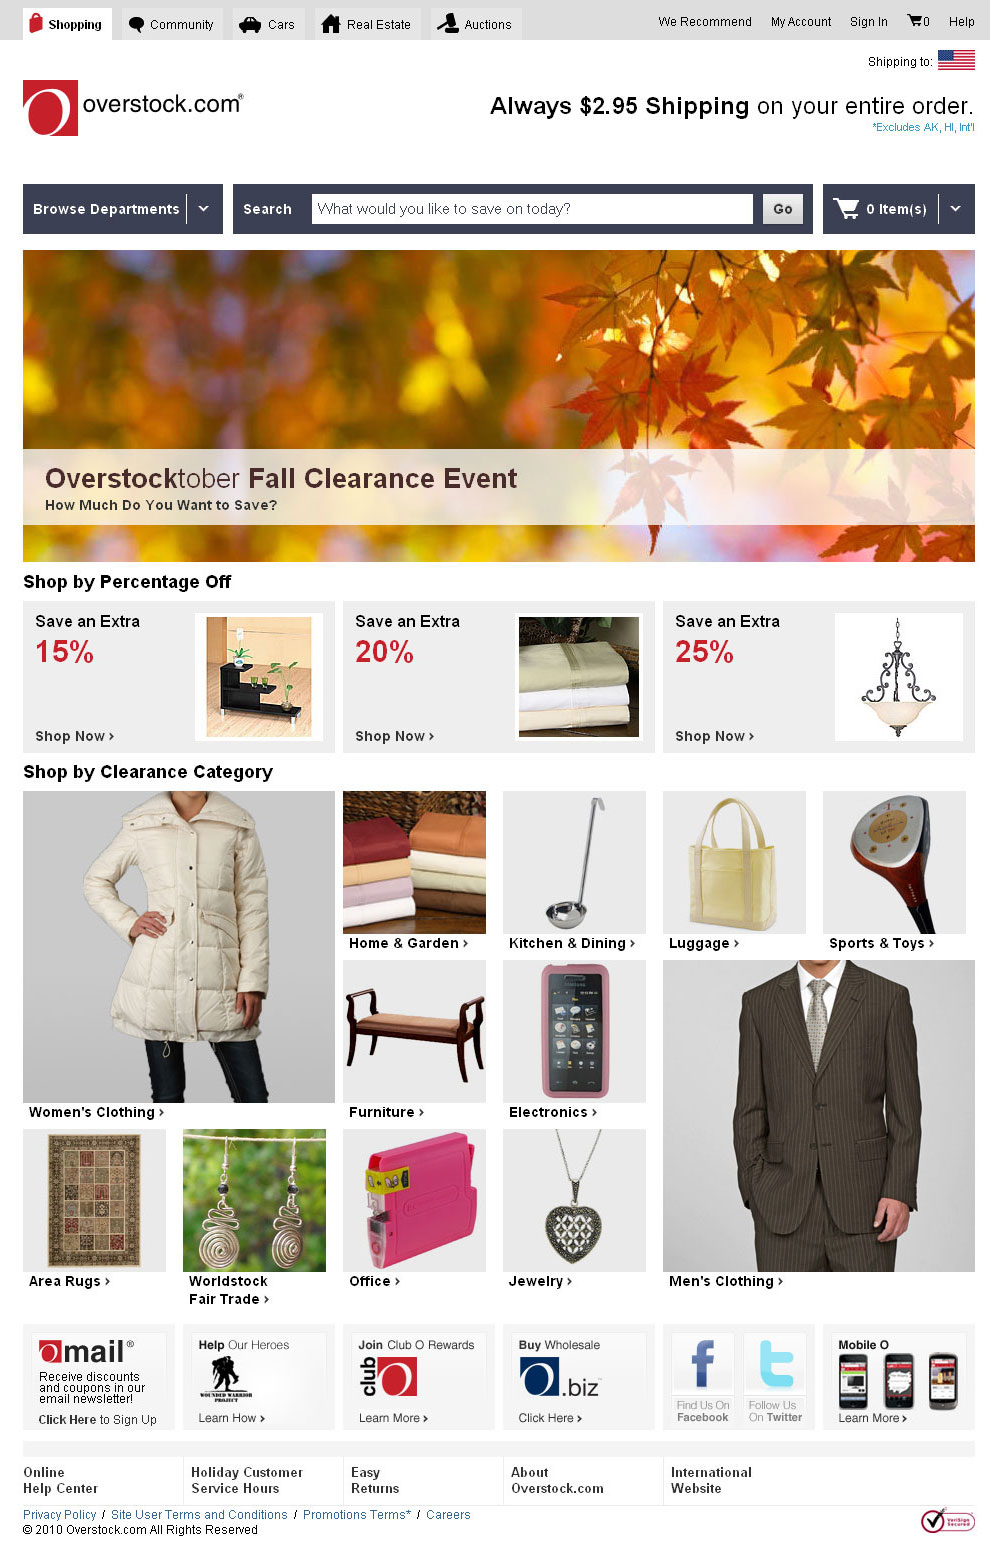 Shopping
Community
Cars
Real Estate
Auctions
We Recommend
My Account
Sign In
0
Help
Shipping to:
overstock.com®
Always $2.95 Shipping on your entire order.
*Excludes AK, HI, Int'l
Browse Departments
Search
What would you like to save on today?
Go
0 Item(s)
Overstocktober Fall Clearance Event
How Much Do You Want to Save?
Shop by Percentage Off
Save an Extra
15%
Shop Now ›
Save an Extra
20%
Shop Now ›
Save an Extra
25%
Shop Now ›
Shop by Clearance Category
Home & Garden ›
Kitchen & Dining ›
Luggage ›
Sports & Toys ›
Women's Clothing ›
Furniture ›
SAMSUNG
Electronics ›
Area Rugs ›
Worldstock
Fair Trade ›
Office ›
Jewelry ›
Men's Clothing ›
Omail®
Receive discounts
and coupons in our
email newsletter!
Click Here to Sign Up
Help Our Heroes
WOUNDED WARRIOR
PROJECT
Learn How ›
Join Club O Rewards
club O
Learn More ›
Buy Wholesale
O.biz™
Click Here ›
f
Find Us On
Facebook
t
Follow Us
On Twitter
Mobile O
Learn More ›
Online
Help Center
Holiday Customer
Service Hours
Easy
Returns
About
Overstock.com
International
Website
Privacy Policy / Site User Terms and Conditions / Promotions Terms* / Careers
© 2010 Overstock.com All Rights Reserved
VeriSign
Secured